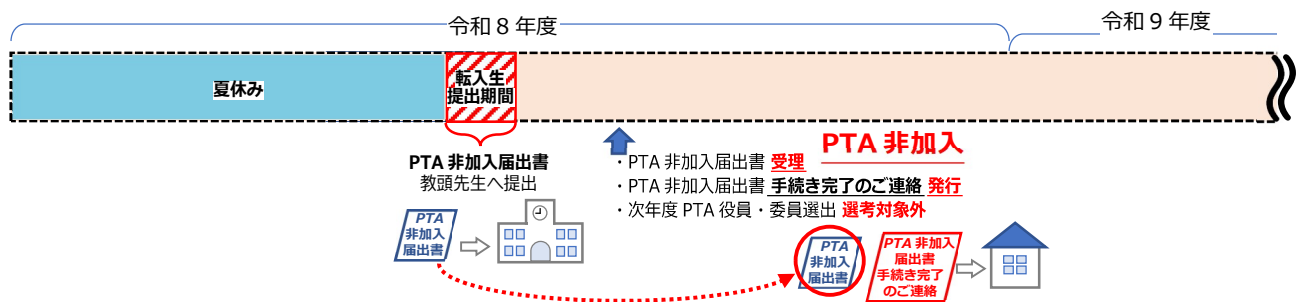 令和８年度
令和９年度
夏休み
転入生
提出期間
PTA 非加入届出書
教頭先生へ提出
PTA
非加入
届出書
PTA 非加入
・PTA 非加入届出書 受理
・PTA 非加入届出書 手続き完了のご連絡 発行
・次年度 PTA 役員・委員選出 選考対象外
PTA
非加入
届出書
PTA 非加入
届出書
手続き完了
のご連絡